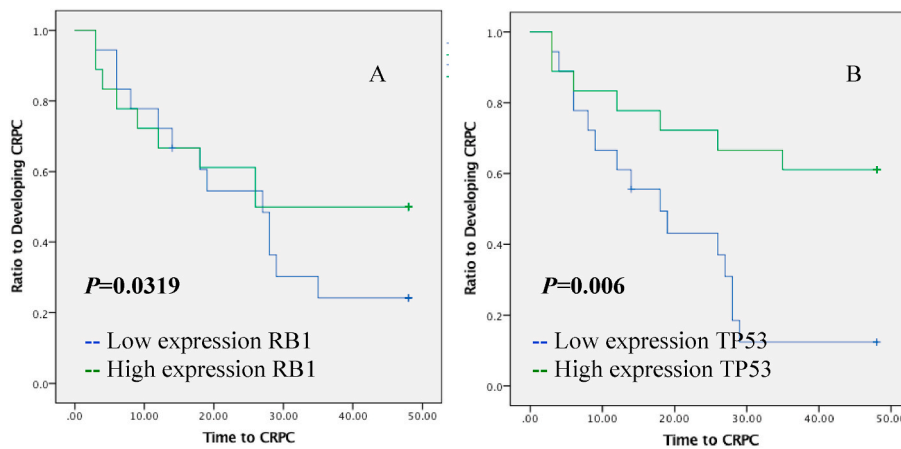 A
Ratio to Developing CRPC
1.0
0.8
0.6
0.4
0.2
0.0
P=0.0319
Low expression RB1
High expression RB1
.00 10.00 20.00 30.00 40.00 50.00
Time to CRPC
B
Ratio to Developing CRPC
1.0
0.8
0.6
0.4
0.2
0.0
P=0.006
Low expression TP53
High expression TP53
.00 10.00 20.00 30.00 40.00 50.00
Time to CRPC